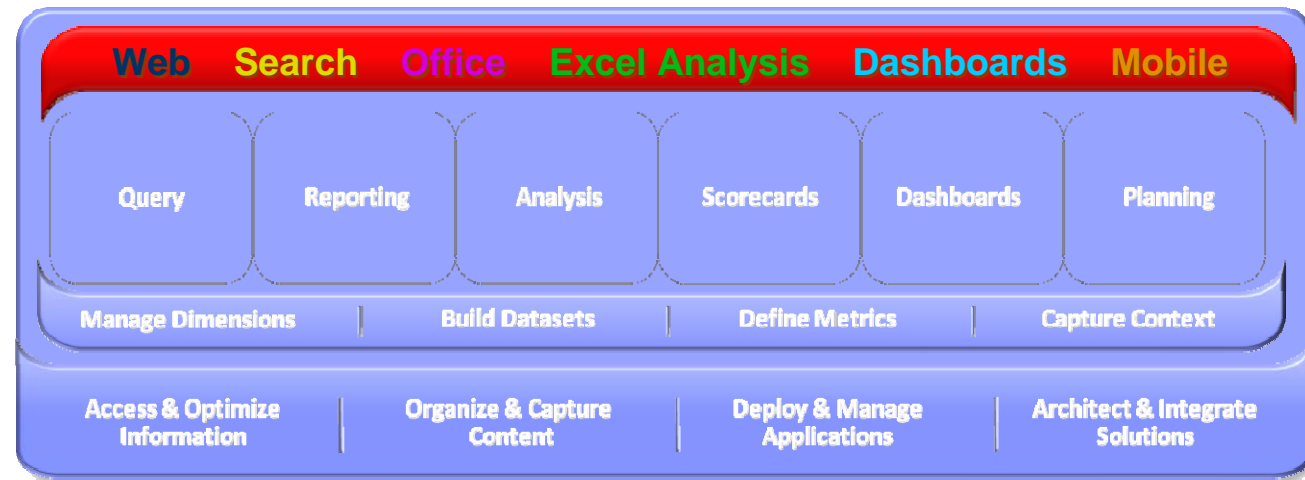 Web Search Office Excel Analysis Dashboards Mobile
Query Reporting Analysis Scorecards Dashboards Planning
Manage Dimensions Build Datasets Define Metrics Capture Context
Access & Optimize
Information
Organize & Capture
Content
Deploy & Manage
Applications
Architect & Integrate
Solutions